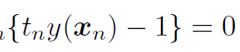 ₙ{tₙy(𝐱ₙ) − 1} = 0